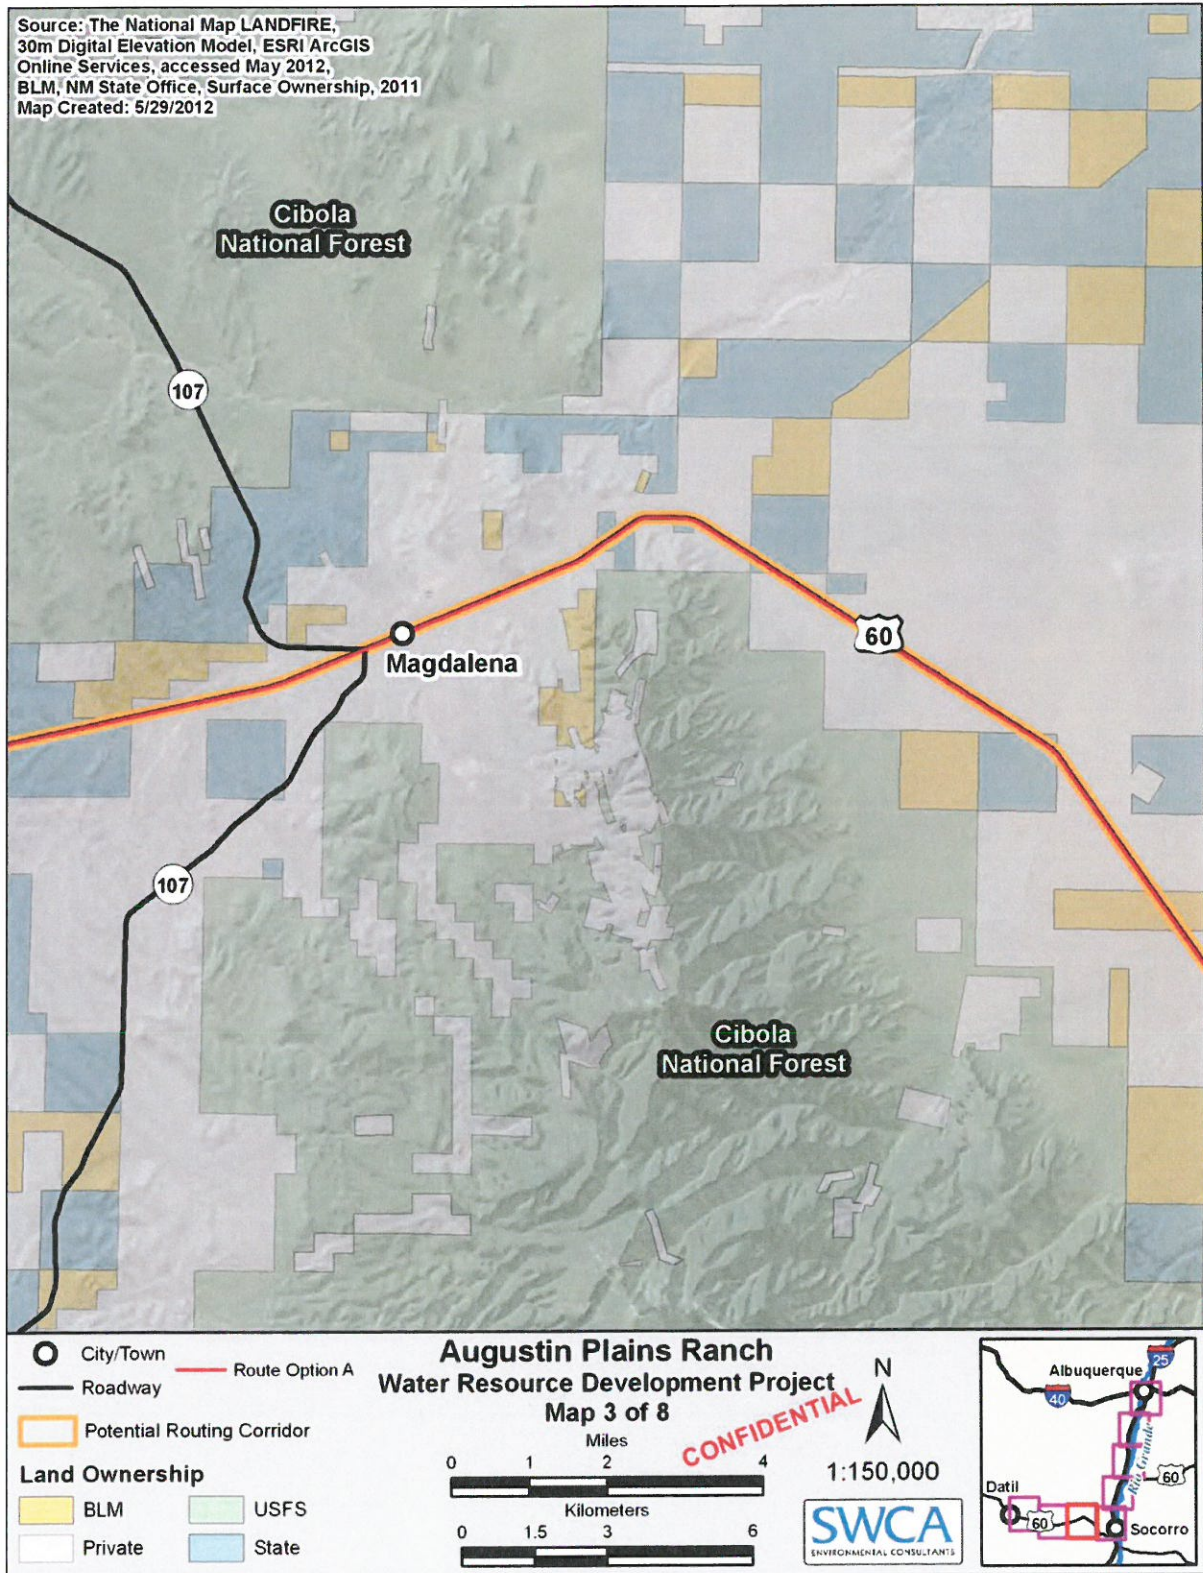 Source: The National Map LANDFIRE,
30m Digital Elevation Model, ESRI ArcGIS
Online Services, accessed May 2012,
BLM, NM State Office, Surface Ownership, 2011
Map Created: 5/29/2012
Cibola
National Forest
107
60
Magdalena
107
Cibola
National Forest
City/Town
Roadway
Route Option A
Potential Routing Corridor
Land Ownership
BLM
USFS
Private
State
Augustin Plains Ranch
Water Resource Development Project
Map 3 of 8
CONFIDENTIAL
Miles
0 1 2 4
Kilometers
0 1.5 3 6
N
1:150,000
SWCA
ENVIRONMENTAL CONSULTANTS
Albuquerque
25
40
Rio Grande
60
Datil
60
Socorro